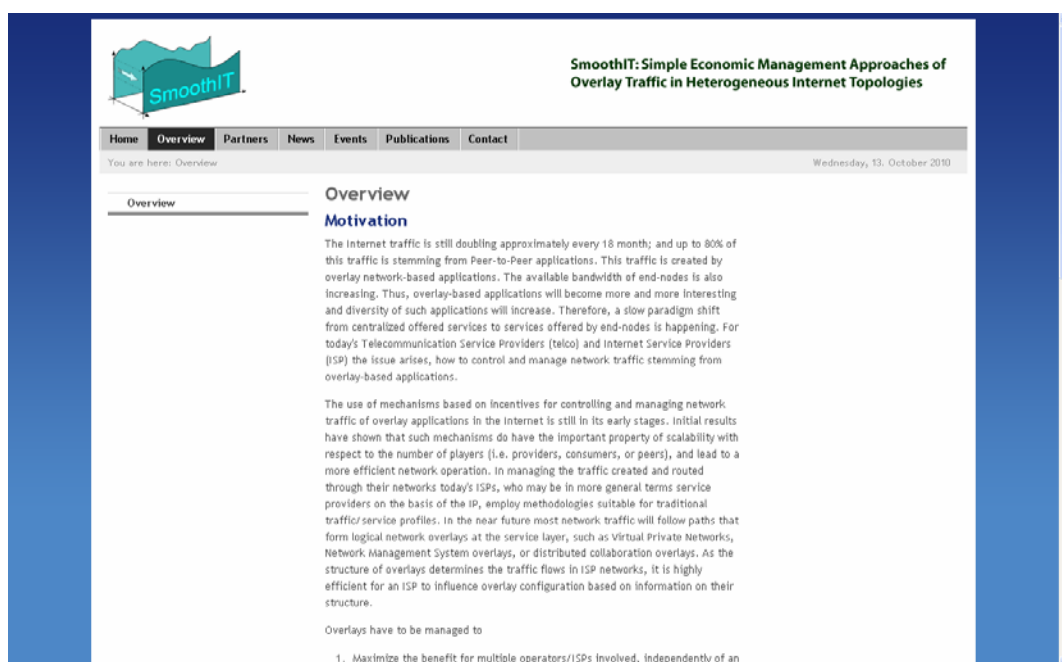 SmoothIT
SmoothIT: Simple Economic Management Approaches of
Overlay Traffic in Heterogeneous Internet Topologies
Home Overview Partners News Events Publications Contact
You are here: Overview Wednesday, 13. October 2010
Overview
Overview
Motivation
The Internet traffic is still doubling approximately every 18 month; and up to 80% of
this traffic is stemming from Peer-to-Peer applications. This traffic is created by
overlay network-based applications. The available bandwidth of end-nodes is also
increasing. Thus, overlay-based applications will become more and more interesting
and diversity of such applications will increase. Therefore, a slow paradigm shift
from centralized offered services to services offered by end-nodes is happening. For
today's Telecommunication Service Providers (telco) and Internet Service Providers
(ISP) the issue arises, how to control and manage network traffic stemming from
overlay-based applications.
The use of mechanisms based on incentives for controlling and managing network
traffic of overlay applications in the Internet is still in its early stages. Initial results
have shown that such mechanisms do have the important property of scalability with
respect to the number of players (i.e. providers, consumers, or peers), and lead to a
more efficient network operation. In managing the traffic created and routed
through their networks today's ISPs, who may be in more general terms service
providers on the basis of the IP, employ methodologies suitable for traditional
traffic/service profiles. In the near future most network traffic will follow paths that
form logical network overlays at the service layer, such as Virtual Private Networks,
Network Management System overlays, or distributed collaboration overlays. As the
structure of overlays determines the traffic flows in ISP networks, it is highly
efficient for an ISP to influence overlay configuration based on information on their
structure.
Overlays have to be managed to
1. Maximize the benefit for multiple operators/ISPs involved, independently of an